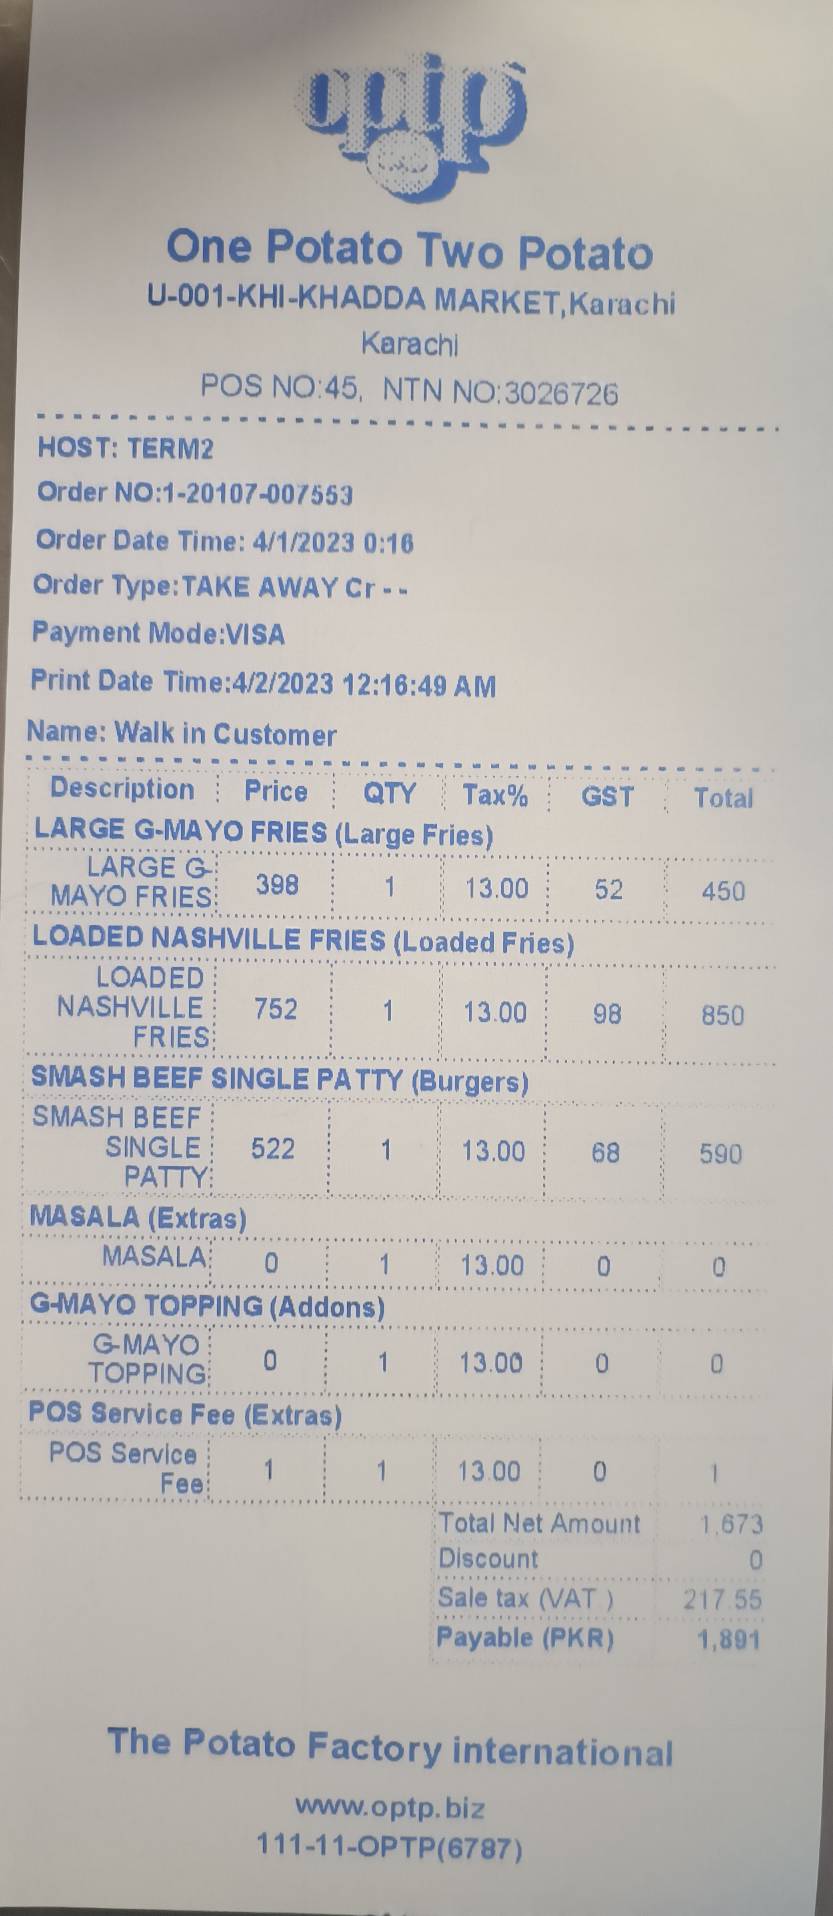 optp
One Potato Two Potato
U-001-KHI-KHADDA MARKET,Karachi
Karachi
POS NO:45, NTN NO:3026726
HOST: TERM2
Order NO:1-20107-007553
Order Date Time: 4/1/2023 0:16
Order Type:TAKE AWAY Cr - -
Payment Mode:VISA
Print Date Time:4/2/2023 12:16:49 AM
Name: Walk in Customer
Description Price QTY Tax% GST Total
LARGE G-MAYO FRIES (Large Fries)
LARGE G-
MAYO FRIES 398 1 13.00 52 450
LOADED NASHVILLE FRIES (Loaded Fries)
LOADED
NASHVILLE 752 1 13.00 98 850
FRIES
SMASH BEEF SINGLE PATTY (Burgers)
SMASH BEEF
SINGLE 522 1 13.00 68 590
PATTY
MASALA (Extras)
MASALA 0 1 13.00 0 0
G-MAYO TOPPING (Addons)
G-MAYO
TOPPING 0 1 13.00 0 0
POS Service Fee (Extras)
POS Service
Fee 1 1 13.00 0 1
Total Net Amount 1,673
Discount 0
Sale tax (VAT ) 217.55
Payable (PKR) 1,891
The Potato Factory international
www.optp.biz
111-11-OPTP(6787)